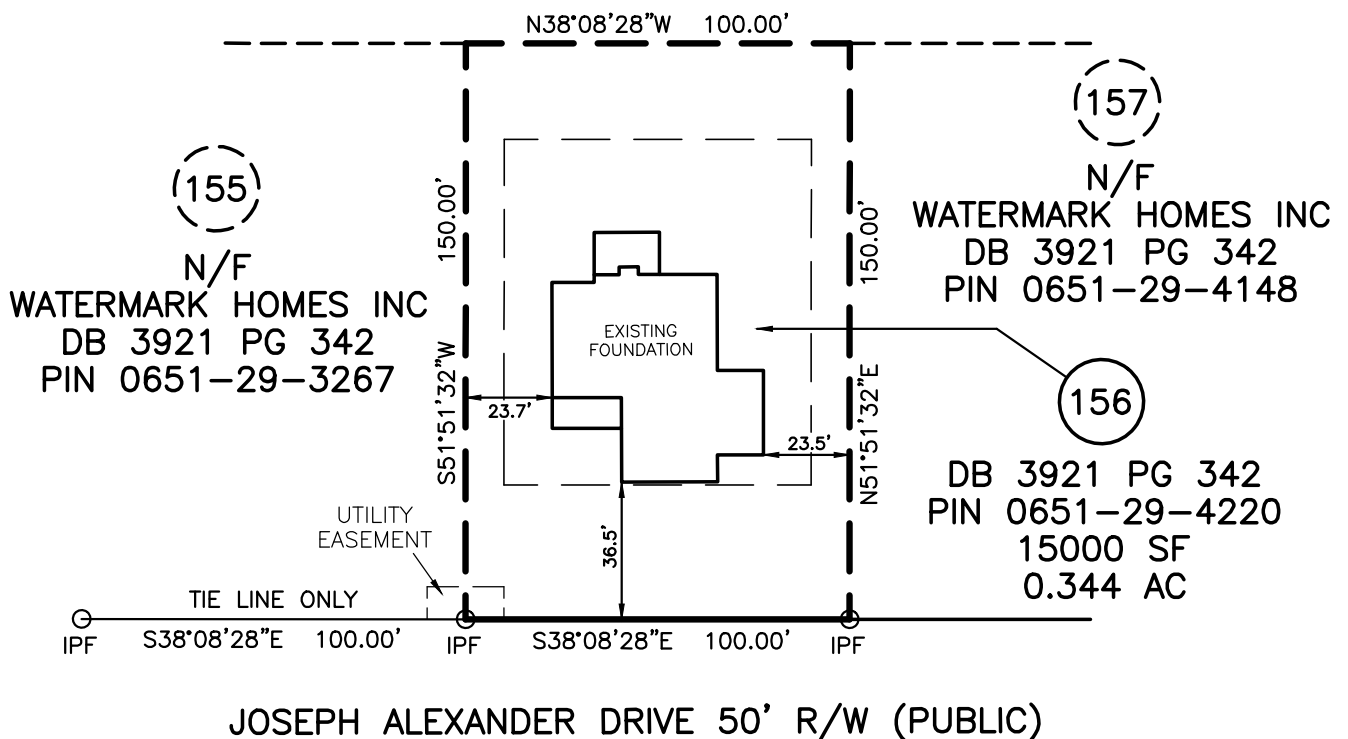 N38°08'28"W 100.00'
157
N/F
WATERMARK HOMES INC
DB 3921 PG 342
PIN 0651-29-4148
155
N/F
WATERMARK HOMES INC
DB 3921 PG 342
PIN 0651-29-3267
150.00'
S51°51'32"W
150.00'
N51°51'32"E
EXISTING
FOUNDATION
23.7'
23.5'
36.5'
156
DB 3921 PG 342
PIN 0651-29-4220
15000 SF
0.344 AC
UTILITY
EASEMENT
TIE LINE ONLY
IPF
S38°08'28"E 100.00'
IPF
S38°08'28"E 100.00'
IPF
JOSEPH ALEXANDER DRIVE 50' R/W (PUBLIC)